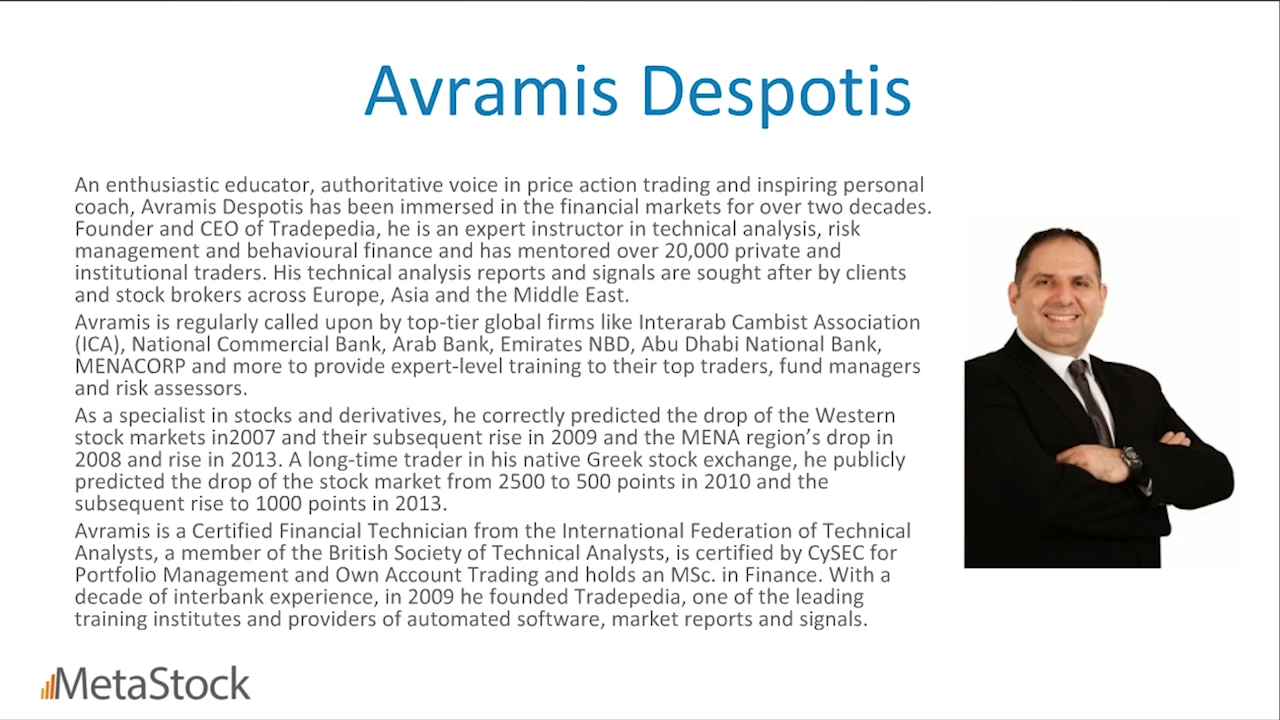 Avramis Despotis
An enthusiastic educator, authoritative voice in price action trading and inspiring personal
coach, Avramis Despotis has been immersed in the financial markets for over two decades.
Founder and CEO of Tradepedia, he is an expert instructor in technical analysis, risk
management and behavioural finance and has mentored over 20,000 private and
institutional traders. His technical analysis reports and signals are sought after by clients
and stock brokers across Europe, Asia and the Middle East.
Avramis is regularly called upon by top-tier global firms like Interarab Cambist Association
(ICA), National Commercial Bank, Arab Bank, Emirates NBD, Abu Dhabi National Bank,
MENACORP and more to provide expert-level training to their top traders, fund managers
and risk assessors.
As a specialist in stocks and derivatives, he correctly predicted the drop of the Western
stock markets in2007 and their subsequent rise in 2009 and the MENA region’s drop in
2008 and rise in 2013. A long-time trader in his native Greek stock exchange, he publicly
predicted the drop of the stock market from 2500 to 500 points in 2010 and the
subsequent rise to 1000 points in 2013.
Avramis is a Certified Financial Technician from the International Federation of Technical
Analysts, a member of the British Society of Technical Analysts, is certified by CySEC for
Portfolio Management and Own Account Trading and holds an MSc. in Finance. With a
decade of interbank experience, in 2009 he founded Tradepedia, one of the leading
training institutes and providers of automated software, market reports and signals.
MetaStock